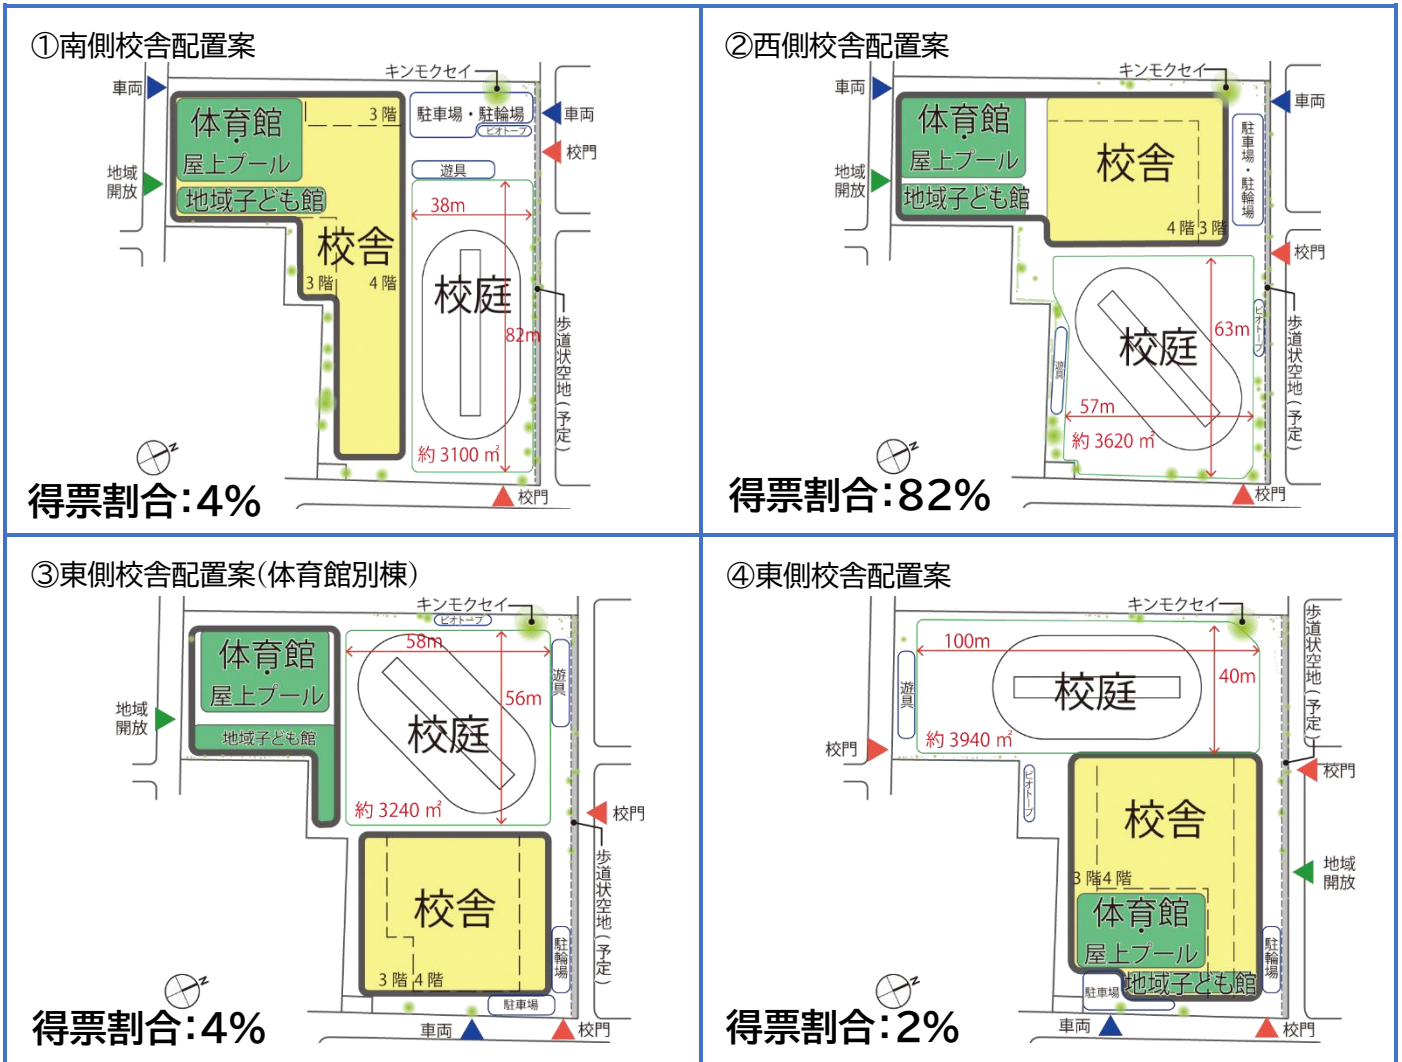 ①南側校舎配置案
キンモクセイ
車両
体育館
・
屋上プール
3階
駐車場・駐輪場
ビオトープ
車両
校門
地域
開放
遊具
地域子ども館
38m
校舎
3階
4階
校庭
82m
歩道状空地(予定)
約3100㎡
校門
得票割合：4%
②西側校舎配置案
キンモクセイ
車両
体育館
・
屋上プール
校舎
駐車場・駐輪場
車両
地域
開放
地域子ども館
4階
3階
校門
校庭
63m
ビオトープ
遊具
歩道状空地(予定)
57m
約3620㎡
校門
得票割合：82%
③東側校舎配置案(体育館別棟)
キンモクセイ
ビオトープ
体育館
・
屋上プール
58m
56m
遊具
地域
開放
地域子ども館
校庭
約3240㎡
校門
校舎
歩道状空地(予定)
3階
4階
駐輪場
駐車場
車両
校門
得票割合：4%
④東側校舎配置案
キンモクセイ
歩道状空地(予定)
100m
40m
遊具
校庭
約3940㎡
校門
校門
ビオトープ
校舎
3階
4階
地域
開放
体育館
・
屋上プール
駐輪場
駐車場
地域子ども館
車両
校門
得票割合：2%